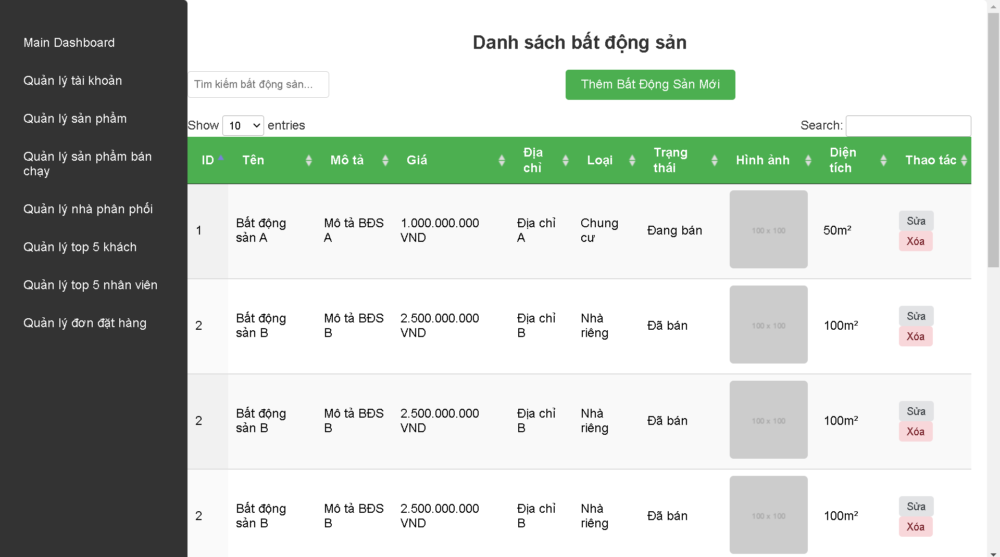 Main Dashboard
Quản lý tài khoản
Quản lý sản phẩm
Quản lý sản phẩm bán
chạy
Quản lý nhà phân phối
Quản lý top 5 khách
Quản lý top 5 nhân viên
Quản lý đơn đặt hàng
Danh sách bất động sản
Tìm kiếm bất động sản...
Thêm Bất Động Sản Mới
Show 10 entries
Search:
ID Tên Mô tả Giá Địa chỉ Loại Trạng thái Hình ảnh Diện tích Thao tác
1 Bất động sản A Mô tả BĐS A 1.000.000.000 VND Địa chỉ A Chung cư Đang bán 100 x 100 50m² Sửa Xóa
2 Bất động sản B Mô tả BĐS B 2.500.000.000 VND Địa chỉ B Nhà riêng Đã bán 100 x 100 100m² Sửa Xóa
2 Bất động sản B Mô tả BĐS B 2.500.000.000 VND Địa chỉ B Nhà riêng Đã bán 100 x 100 100m² Sửa Xóa
2 Bất động sản B Mô tả BĐS B 2.500.000.000 VND Địa chỉ B Nhà riêng Đã bán 100 x 100 100m² Sửa Xóa